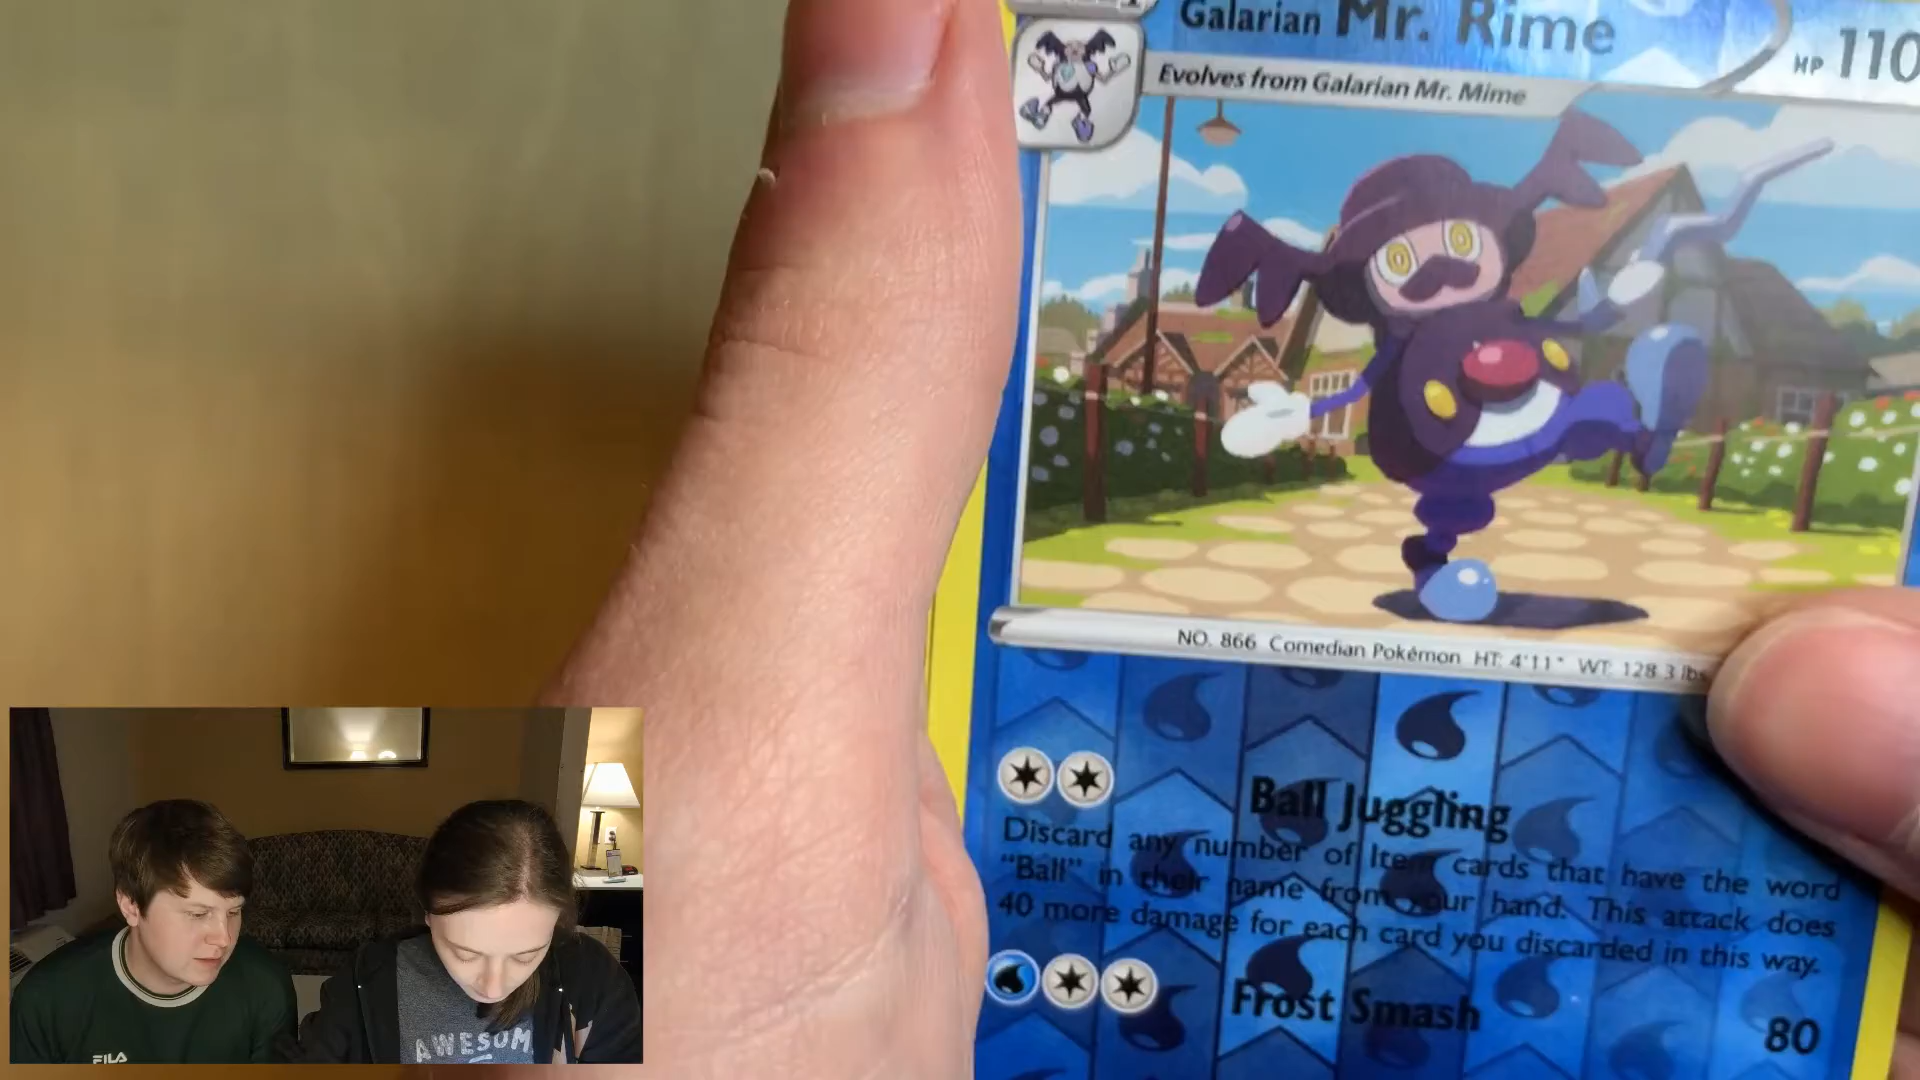 Galarian Mr. Rime
HP 110
Evolves from Galarian Mr. Mime
NO. 866 Comedian Pokémon HT: 4'11" WT: 128.3 lbs
Ball Juggling
Discard any number of Item cards that have the word
"Ball" in their name from your hand. This attack does
40 more damage for each card you discarded in this way.
Frost Smash
80
FILA
AWESOM